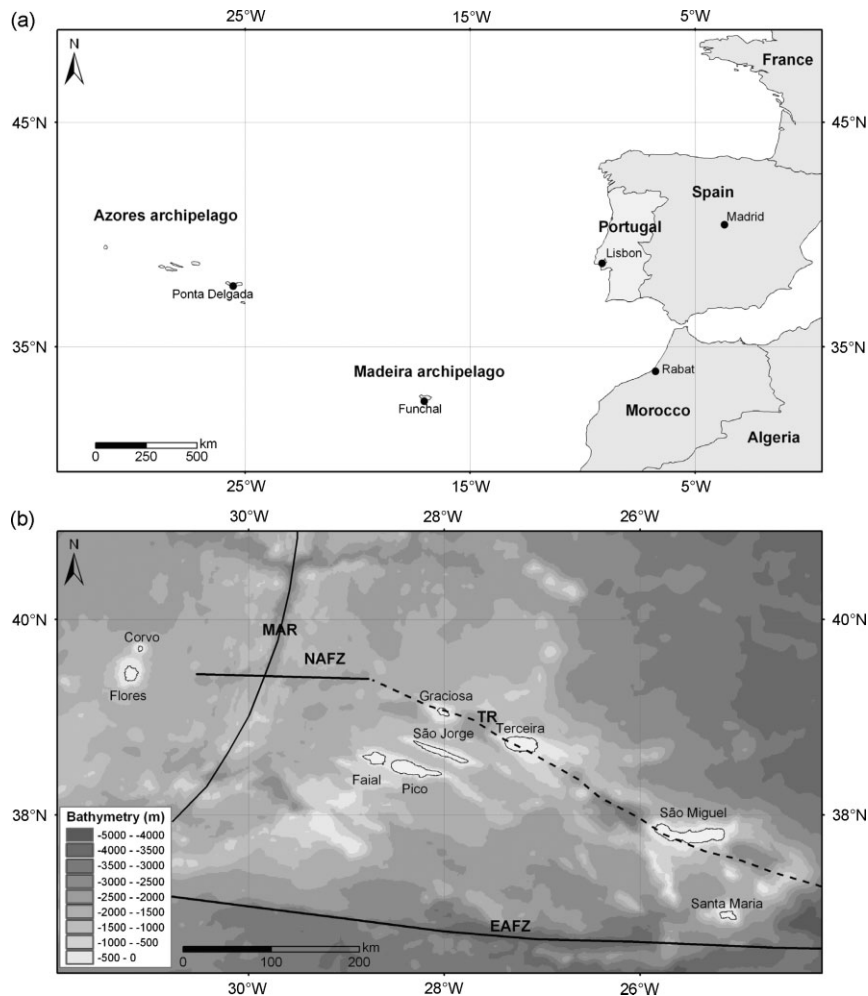 (a)
25°W
15°W
5°W
N
France
45°N
45°N
Spain
Azores archipelago
Portugal
Madrid
Lisbon
Ponta Delgada
35°N
35°N
Madeira archipelago
Rabat
Funchal
Morocco
km
Algeria
0 250 500
25°W
15°W
5°W
(b)
30°W
28°W
26°W
N
40°N
40°N
Corvo
MAR
NAFZ
Flores
Graciosa
TR
Terceira
São Jorge
Faial
Pico
38°N
São Miguel
38°N
Bathymetry (m)
-5000 - -4000
-4000 - -3500
-3500 - -3000
-3000 - -2500
-2500 - -2000
-2000 - -1500
-1500 - -1000
-1000 - -500
-500 - 0
Santa Maria
EAFZ
km
0 100 200
30°W
28°W
26°W